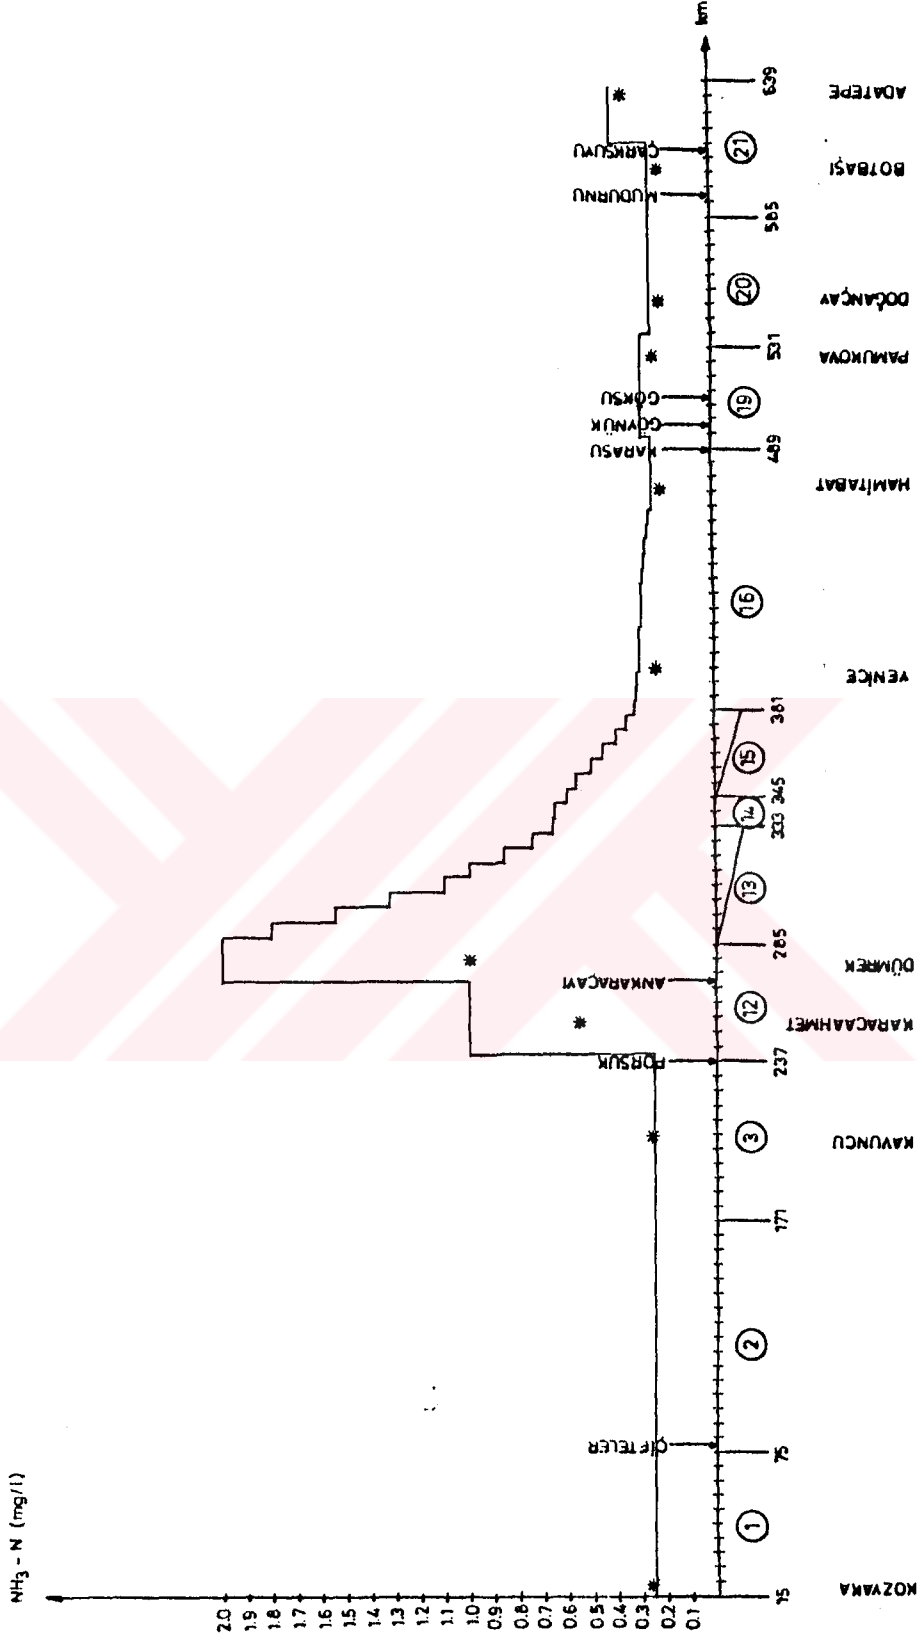 NH₃ - N (mg/l)
2.0
1.9
1.8
1.7
1.6
1.5
1.4
1.3
1.2
1.1
1.0
0.9
0.8
0.7
0.6
0.5
0.4
0.3
0.2
0.1
ÇİFTELER
PORSUK
ANKARAÇAYI
KARASU
GÖYNÜK
GÖKSU
MUDURNU
ÇARKSUYU
km
15
75
171
237
285
333
345
381
489
531
585
639
1
2
3
12
13
14
15
16
19
20
21
KOZYAKA
KAVUNCU
KARACAAHMET
DÜMREK
YENİCE
HAMİTABAT
PAMUKOVA
DOĞANÇAY
BOTBAŞI
ADATEPE